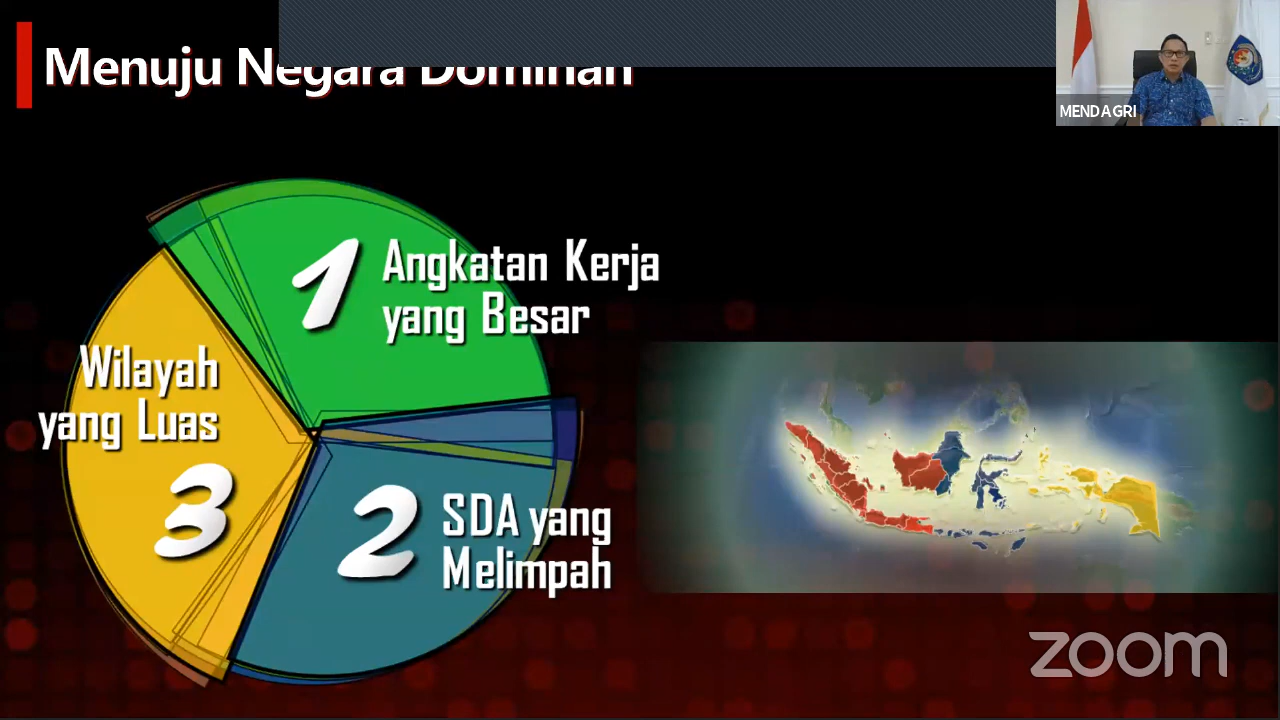 Menuju Negara Dominan
MENDAGRI
1
Angkatan Kerja
yang Besar
Wilayah
yang Luas
3
2
SDA yang
Melimpah
zoom